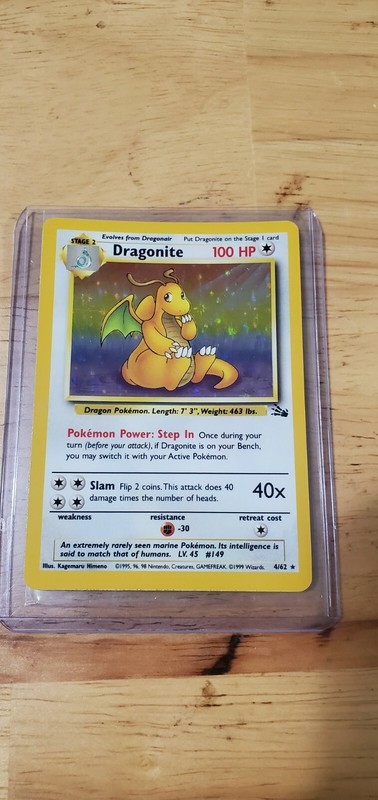 Evolves from Dragonair Put Dragonite on the Stage 1 card
STAGE 2
Dragonite 100 HP
Dragon Pokémon. Length: 7' 3", Weight: 463 lbs.
Pokémon Power: Step In Once during your
turn (before your attack), if Dragonite is on your Bench,
you may switch it with your Active Pokémon.
Slam Flip 2 coins. This attack does 40
damage times the number of heads.
40x
weakness resistance retreat cost
-30
An extremely rarely seen marine Pokémon. Its intelligence is
said to match that of humans. LV. 45 #149
Illus. Kagemaru Himeno ©1995, 96, 98 Nintendo, Creatures, GAMEFREAK. ©1999 Wizards. 4/62 ★